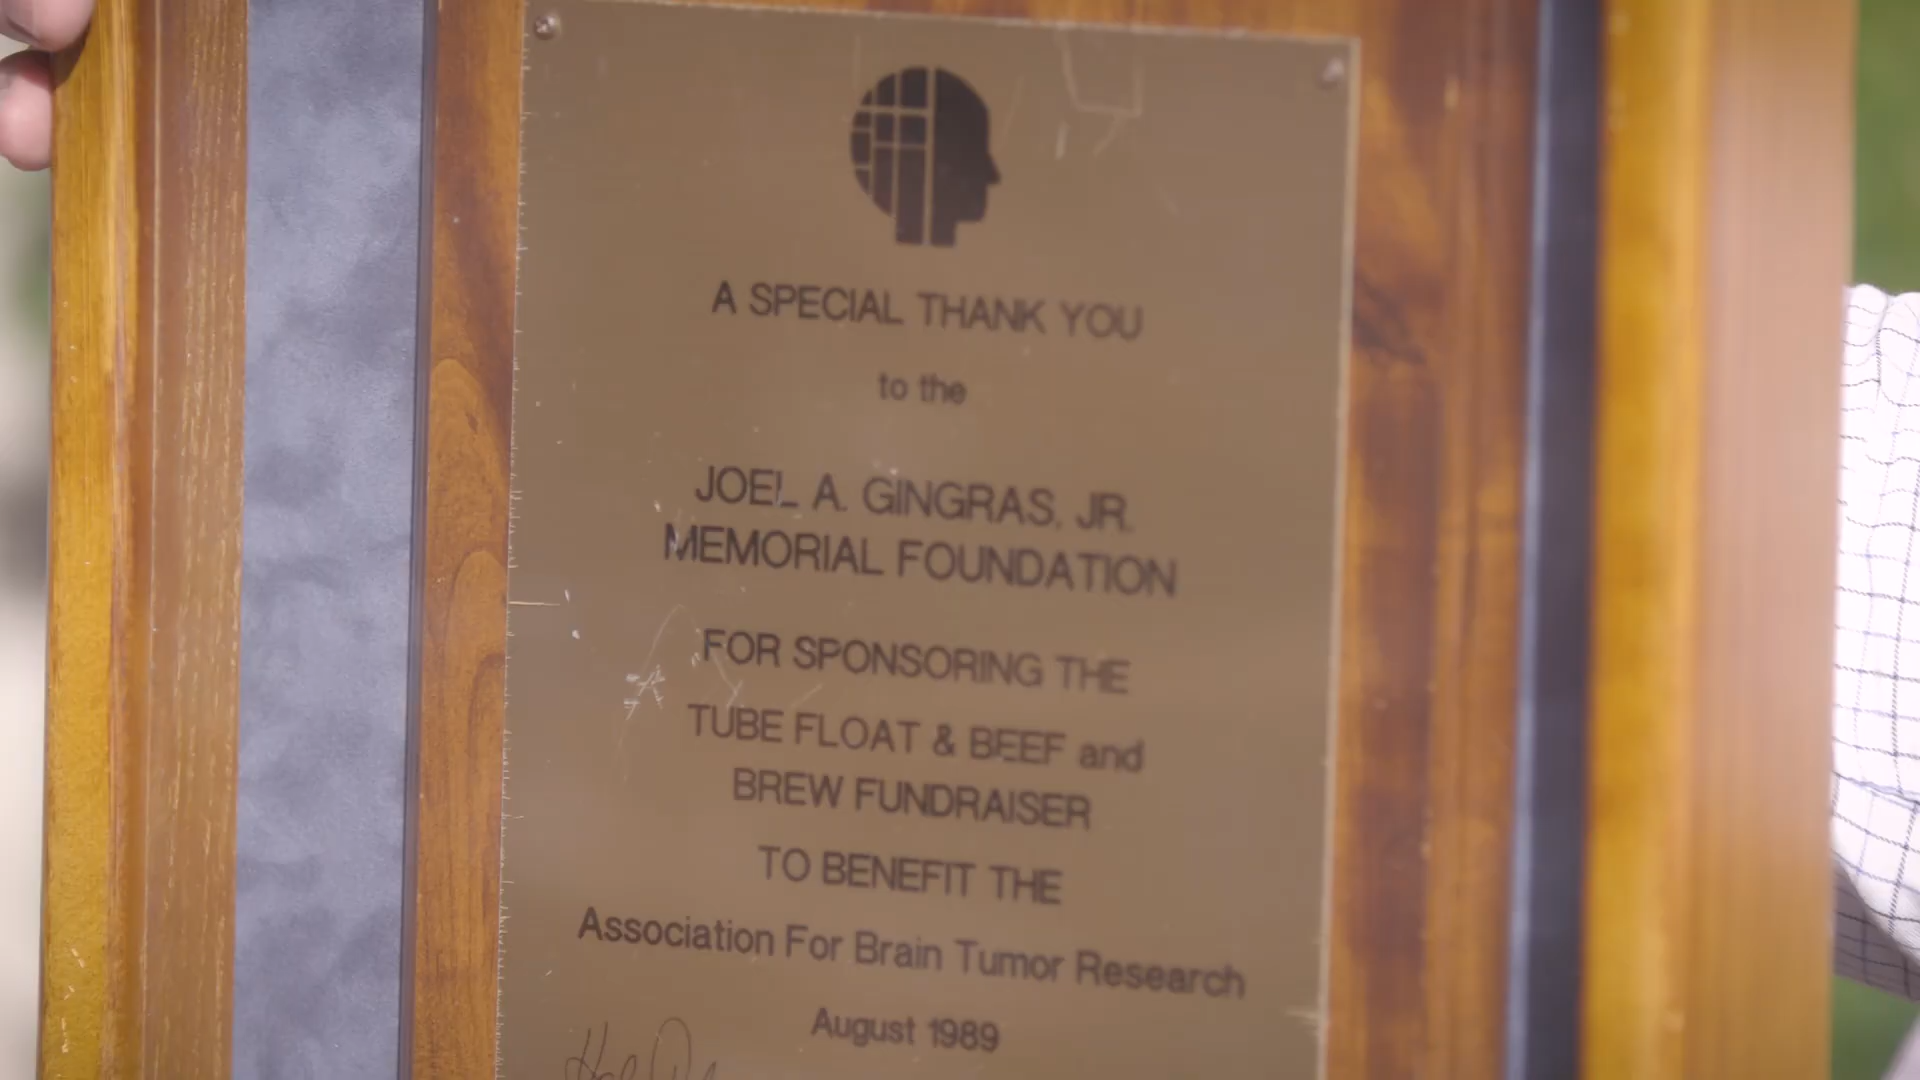 A SPECIAL THANK YOU
to the
JOEL A. GINGRAS, JR.
MEMORIAL FOUNDATION
FOR SPONSORING THE
TUBE FLOAT & BEEF and
BREW FUNDRAISER
TO BENEFIT THE
Association For Brain Tumor Research
August 1989